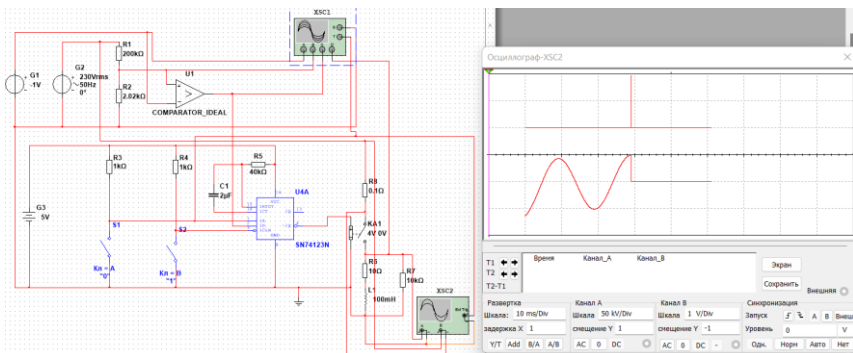 XSC1
G1
-1V
G2
230Vrms
50Hz
0°
R1
200kΩ
R2
2.02kΩ
U1
COMPARATOR_IDEAL
R3
1kΩ
R4
1kΩ
R5
40kΩ
C1
2μF
U4A
SN74123N
R8
0.1Ω
KA1
4V 0V
G3
5V
S1
S2
Кл = A
"0"
Кл = B
"1"
R6
10Ω
R7
10kΩ
L1
100mH
XSC2
Осциллограф-XSC2
T1
T2
T2-T1
Время Канал_A Канал_B
Экран
Сохранить
Внешняя
Развертка
Шкала: 10 ms/Div
задержка X 1
Y/T Add B/A A/B
Канал A
Шкала 50 kV/Div
смещение Y 1
AC 0 DC
Канал B
Шкала 1 V/Div
смещение Y -1
AC 0 DC -
Синхронизация
Запуск A B Внеш
Уровень 0 V
Одн. Норм Авто Нет